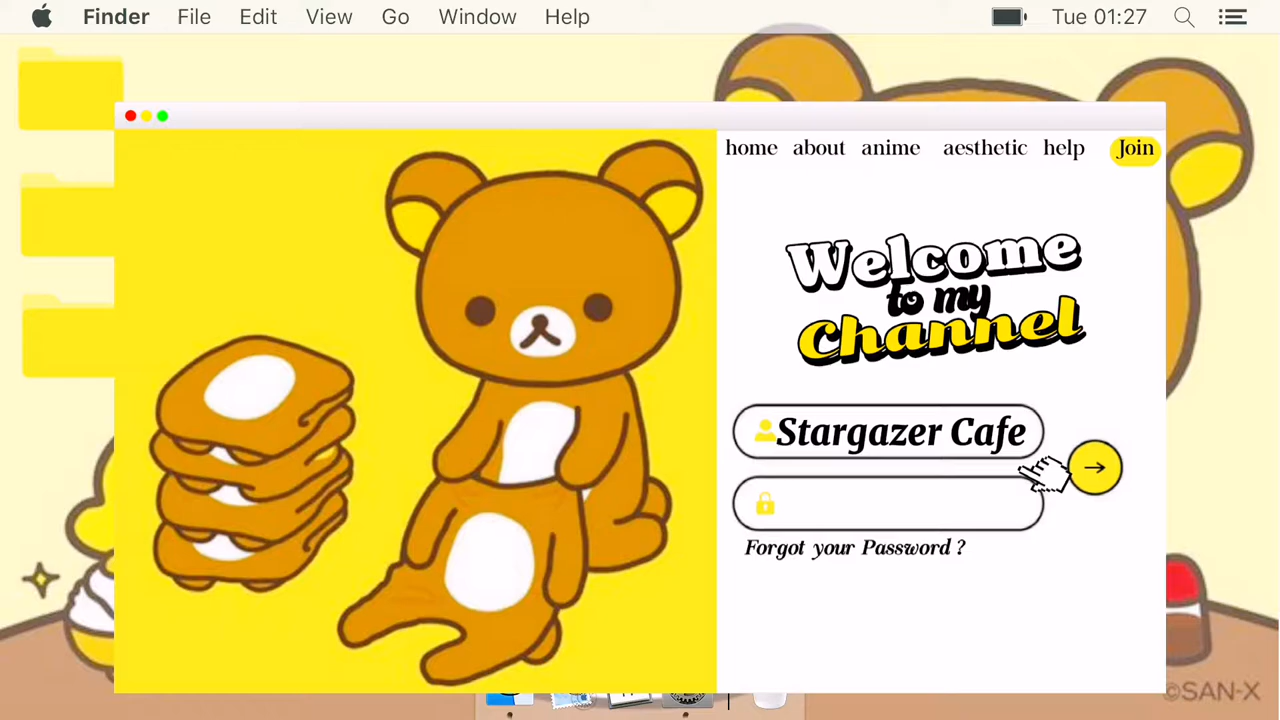 Finder File Edit View Go Window Help Tue 01:27
home about anime aesthetic help Join
Welcome
to my
Channel
Stargazer Cafe
Forgot your Password ?
©SAN-X